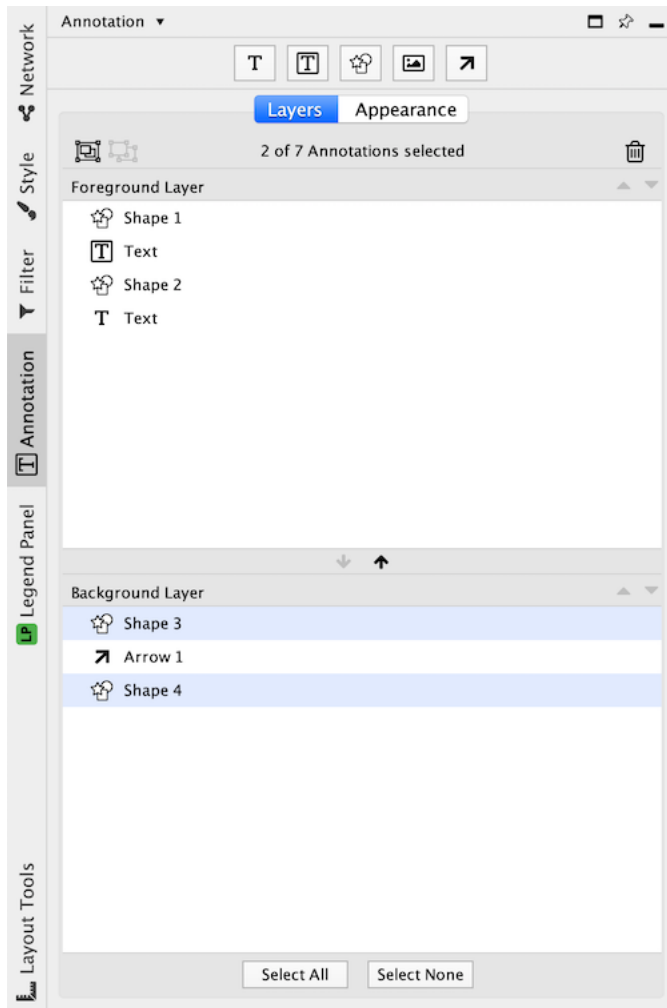 Annotation ▼
T T
Layers Appearance
2 of 7 Annotations selected
Foreground Layer
Shape 1
T Text
Shape 2
T Text
Background Layer
Shape 3
Arrow 1
Shape 4
Select All Select None
Network
Style
Filter
T Annotation
LP Legend Panel
Layout Tools